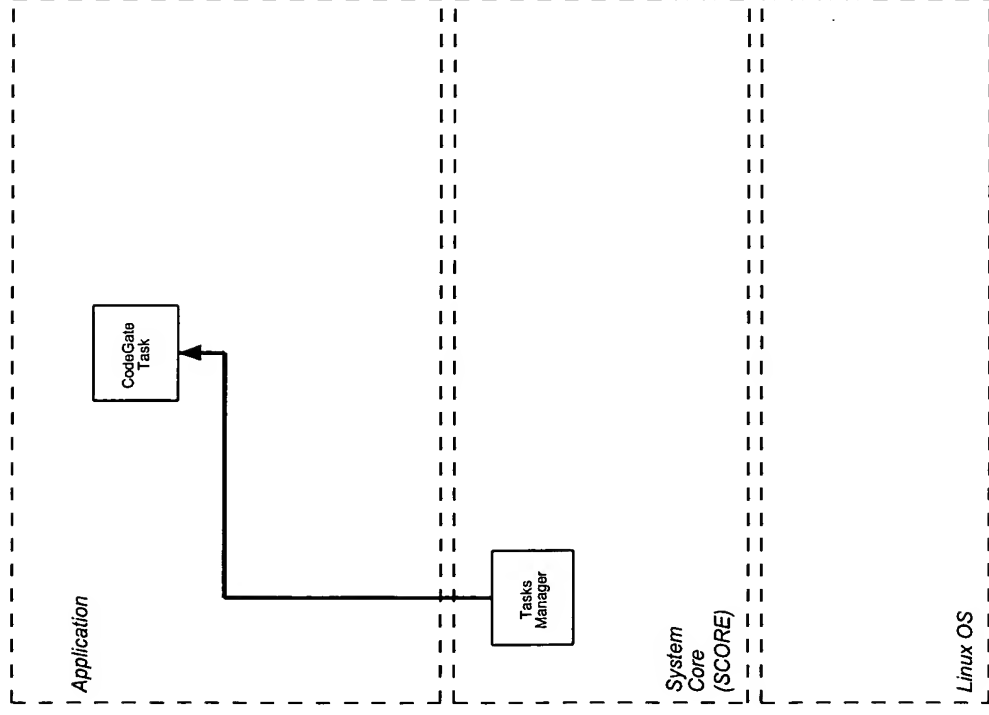 Application
CodeGate
Task
Tasks
Manager
System
Core
(SCORE)
Linux OS